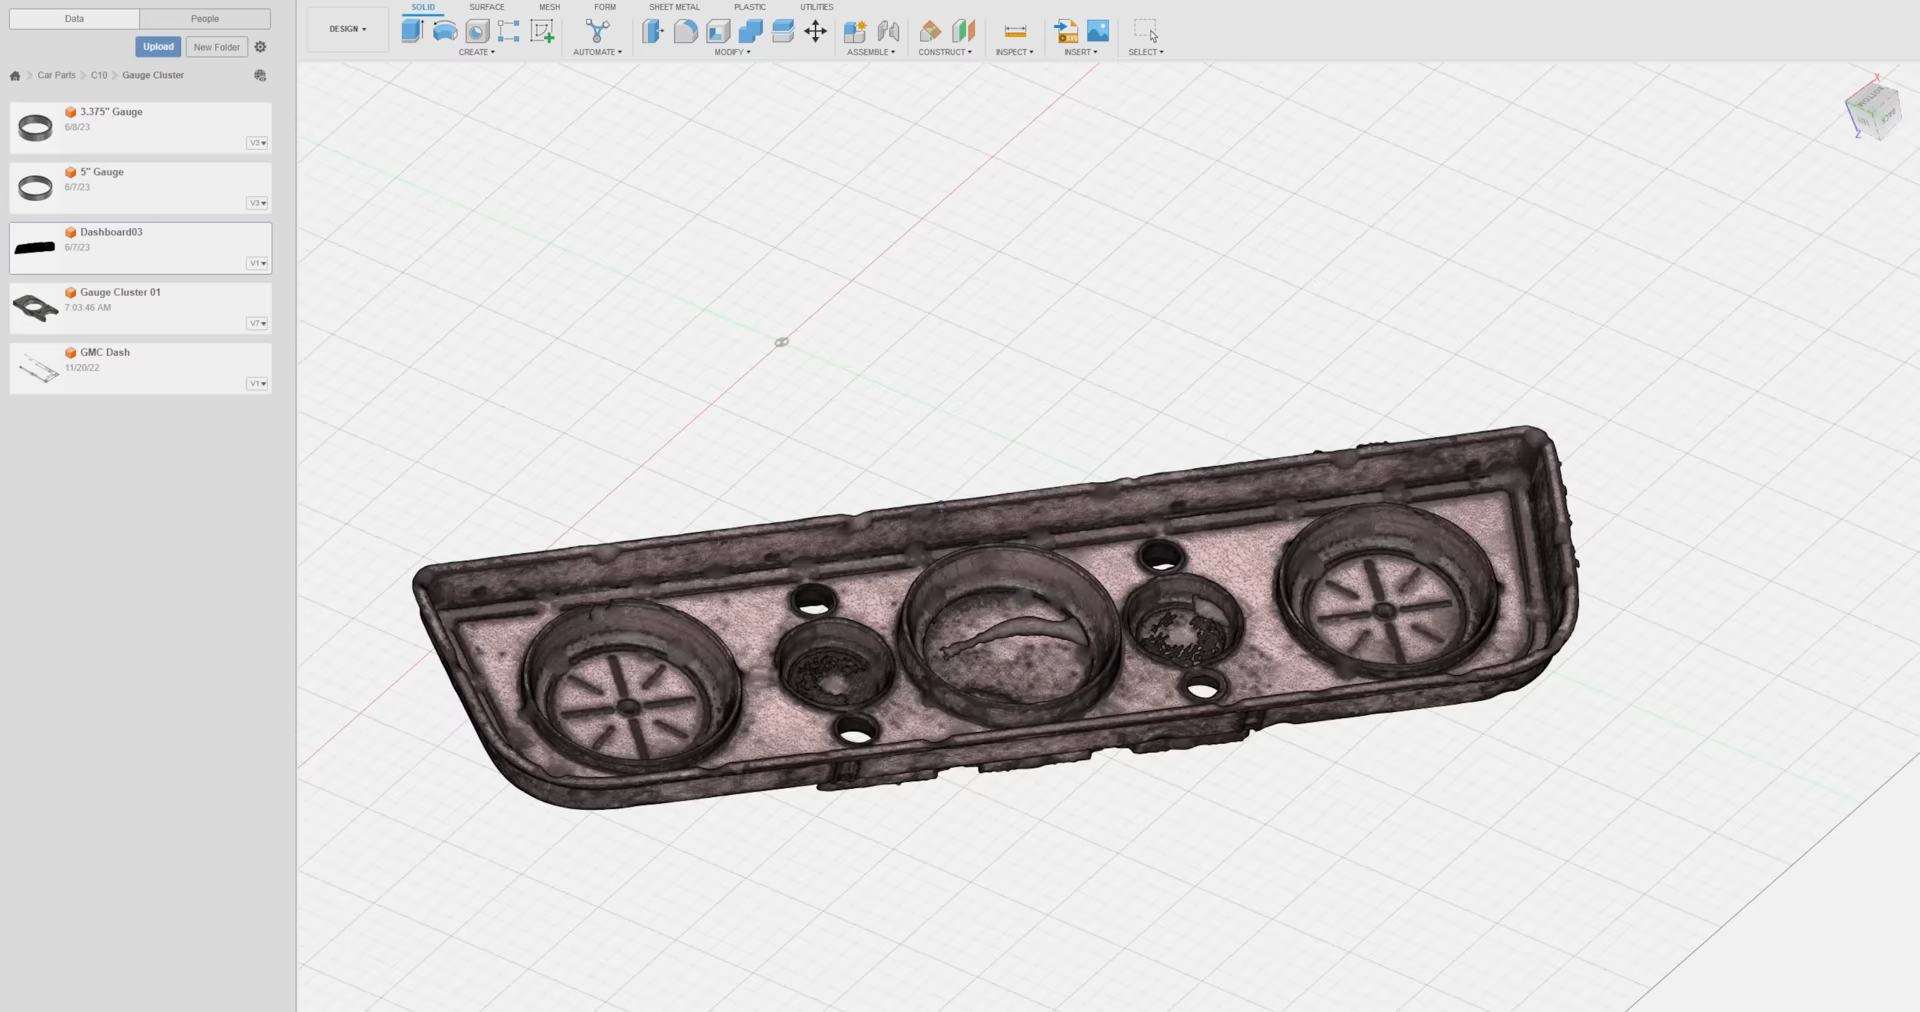 Data People
Upload New Folder
Car Parts C10 Gauge Cluster
3.375" Gauge
6/8/23
5" Gauge
6/7/23
V3
Dashboard03
6/7/23
V1
Gauge Cluster 01
7:03:46 AM
V7
GMC Dash
11/20/22
V1
DESIGN
SOLID SURFACE MESH FORM SHEET METAL PLASTIC UTILITIES
CREATE AUTOMATE MODIFY ASSEMBLE CONSTRUCT INSPECT INSERT SELECT
X
BOTTOM
BACK
Z